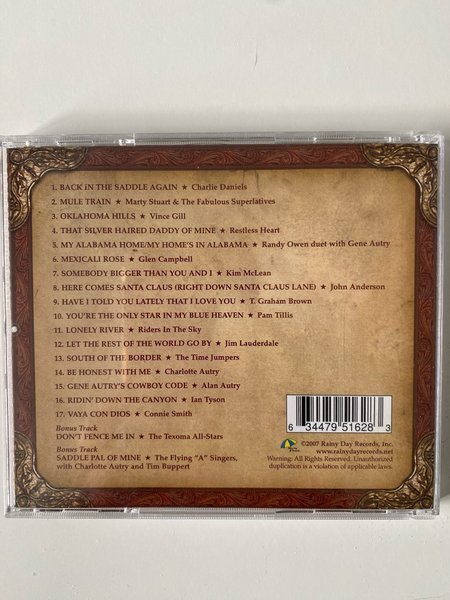 1. BACK iN THE SADDLE AGAIN ★ Charlie Daniels
2. MULE TRAIN ★ Marty Stuart & The Fabulous Superlatives
3. OKLAHOMA HILLS ★ Vince Gill
4. THAT SILVER HAIRED DADDY OF MINE ★ Restless Heart
5. MY ALABAMA HOME/MY HOME'S IN ALABAMA ★ Randy Owen duet with Gene Autry
6. MEXICALI ROSE ★ Glen Campbell
7. SOMEBODY BIGGER THAN YOU AND I ★ Kim McLean
8. HERE COMES SANTA CLAUS (RIGHT DOWN SANTA CLAUS LANE) ★ John Anderson
9. HAVE I TOLD YOU LATELY THAT I LOVE YOU ★ T. Graham Brown
10. YOU'RE THE ONLY STAR IN MY BLUE HEAVEN ★ Pam Tillis
11. LONELY RIVER ★ Riders In The Sky
12. LET THE REST OF THE WORLD GO BY ★ Jim Lauderdale
13. SOUTH OF THE BORDER ★ The Time Jumpers
14. BE HONEST WITH ME ★ Charlotte Autry
15. GENE AUTRY'S COWBOY CODE ★ Alan Autry
16. RIDIN' DOWN THE CANYON ★ Ian Tyson
17. VAYA CON DIOS ★ Connie Smith
Bonus Track
DON'T FENCE ME IN ★ The Texoma All-Stars
Bonus Track
SADDLE PAL OF MINE ★ The Flying "A" Singers,
with Charlotte Autry and Tim Buppert
6 34479 51628 3
©2007 Rainy Day Records, Inc.
www.rainydayrecords.net
Warning: All Rights Reserved. Unauthorized
duplication is a violation of applicable laws.